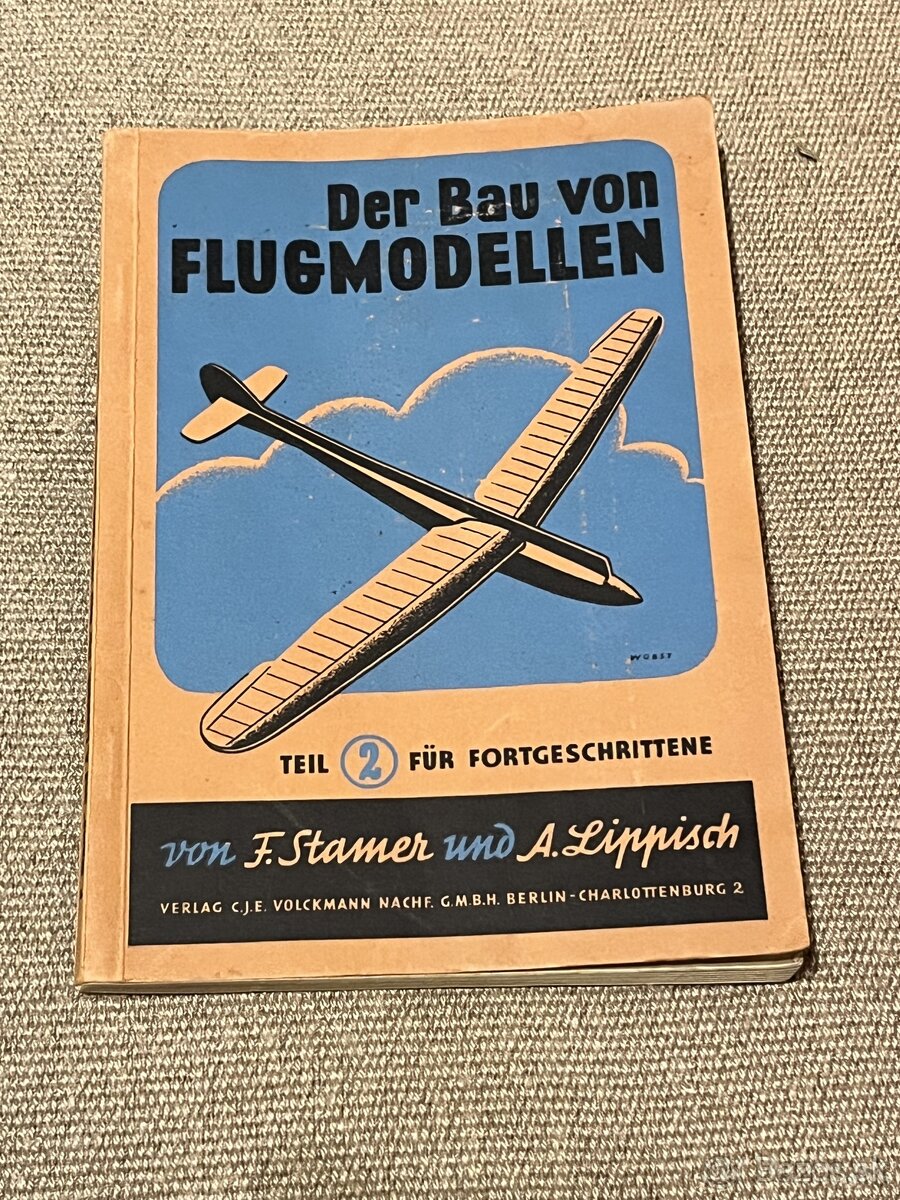 Der Bau von
FLUGMODELLEN
WOBST
TEIL 2 FÜR FORTGESCHRITTENE
von F. Stamer und A. Lippisch
VERLAG C.J.E. VOLCKMANN NACHF. G.M.B.H. BERLIN-CHARLOTTENBURG 2